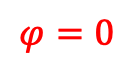 φ = 0